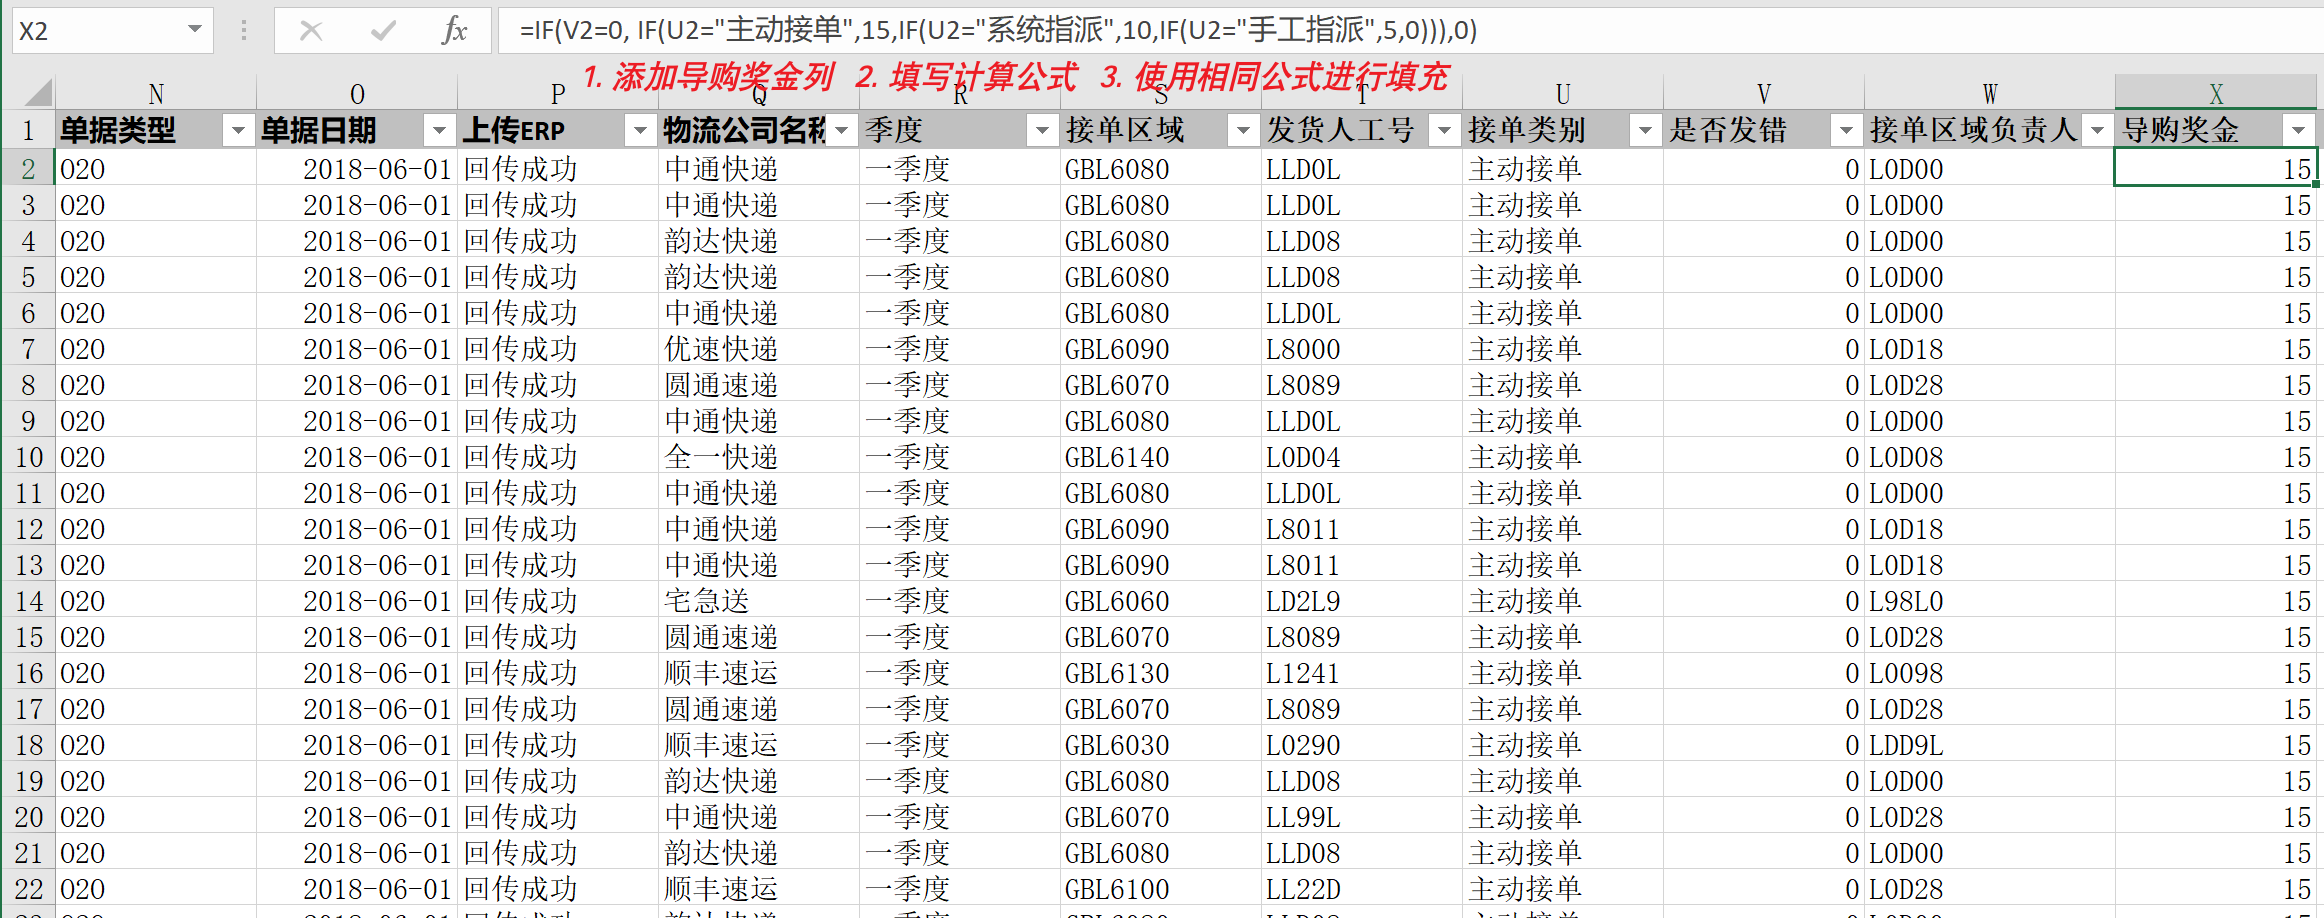 X2 fx =IF(V2=0, IF(U2="主动接单",15,IF(U2="系统指派",10,IF(U2="手工指派",5,0))),0)
1. 添加导购奖金列 2. 填写计算公式 3. 使用相同公式进行填充
N O P Q R S T U V W X
1 单据类型 单据日期 上传ERP 物流公司名称 季度 接单区域 发货人工号 接单类别 是否发错 接单区域负责人 导购奖金
2 O2O 2018-06-01 回传成功 中通快递 一季度 GBL6080 LLD0L 主动接单 0 L0D00 15
3 O2O 2018-06-01 回传成功 中通快递 一季度 GBL6080 LLD0L 主动接单 0 L0D00 15
4 O2O 2018-06-01 回传成功 韵达快递 一季度 GBL6080 LLD08 主动接单 0 L0D00 15
5 O2O 2018-06-01 回传成功 韵达快递 一季度 GBL6080 LLD08 主动接单 0 L0D00 15
6 O2O 2018-06-01 回传成功 中通快递 一季度 GBL6080 LLD0L 主动接单 0 L0D00 15
7 O2O 2018-06-01 回传成功 优速快递 一季度 GBL6090 L8000 主动接单 0 L0D18 15
8 O2O 2018-06-01 回传成功 圆通速递 一季度 GBL6070 L8089 主动接单 0 L0D28 15
9 O2O 2018-06-01 回传成功 中通快递 一季度 GBL6080 LLD0L 主动接单 0 L0D00 15
10 O2O 2018-06-01 回传成功 全一快递 一季度 GBL6140 L0D04 主动接单 0 L0D08 15
11 O2O 2018-06-01 回传成功 中通快递 一季度 GBL6080 LLD0L 主动接单 0 L0D00 15
12 O2O 2018-06-01 回传成功 中通快递 一季度 GBL6090 L8011 主动接单 0 L0D18 15
13 O2O 2018-06-01 回传成功 中通快递 一季度 GBL6090 L8011 主动接单 0 L0D18 15
14 O2O 2018-06-01 回传成功 宅急送 一季度 GBL6060 LD2L9 主动接单 0 L98L0 15
15 O2O 2018-06-01 回传成功 圆通速递 一季度 GBL6070 L8089 主动接单 0 L0D28 15
16 O2O 2018-06-01 回传成功 顺丰速运 一季度 GBL6130 L1241 主动接单 0 L0098 15
17 O2O 2018-06-01 回传成功 圆通速递 一季度 GBL6070 L8089 主动接单 0 L0D28 15
18 O2O 2018-06-01 回传成功 顺丰速运 一季度 GBL6030 L0290 主动接单 0 LDD9L 15
19 O2O 2018-06-01 回传成功 韵达快递 一季度 GBL6080 LLD08 主动接单 0 L0D00 15
20 O2O 2018-06-01 回传成功 中通快递 一季度 GBL6070 LL99L 主动接单 0 L0D28 15
21 O2O 2018-06-01 回传成功 韵达快递 一季度 GBL6080 LLD08 主动接单 0 L0D00 15
22 O2O 2018-06-01 回传成功 顺丰速运 一季度 GBL6100 LL22D 主动接单 0 L0D28 15